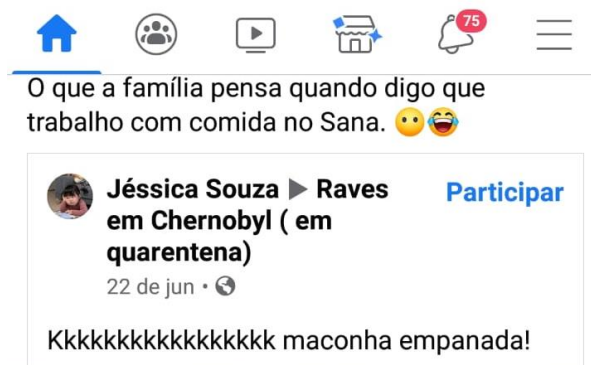 75
O que a família pensa quando digo que
trabalho com comida no Sana. 😶😂
Jéssica Souza ▶ Raves
em Chernobyl ( em
quarentena)
Participar
22 de jun •
Kkkkkkkkkkkkkkkkk maconha empanada!